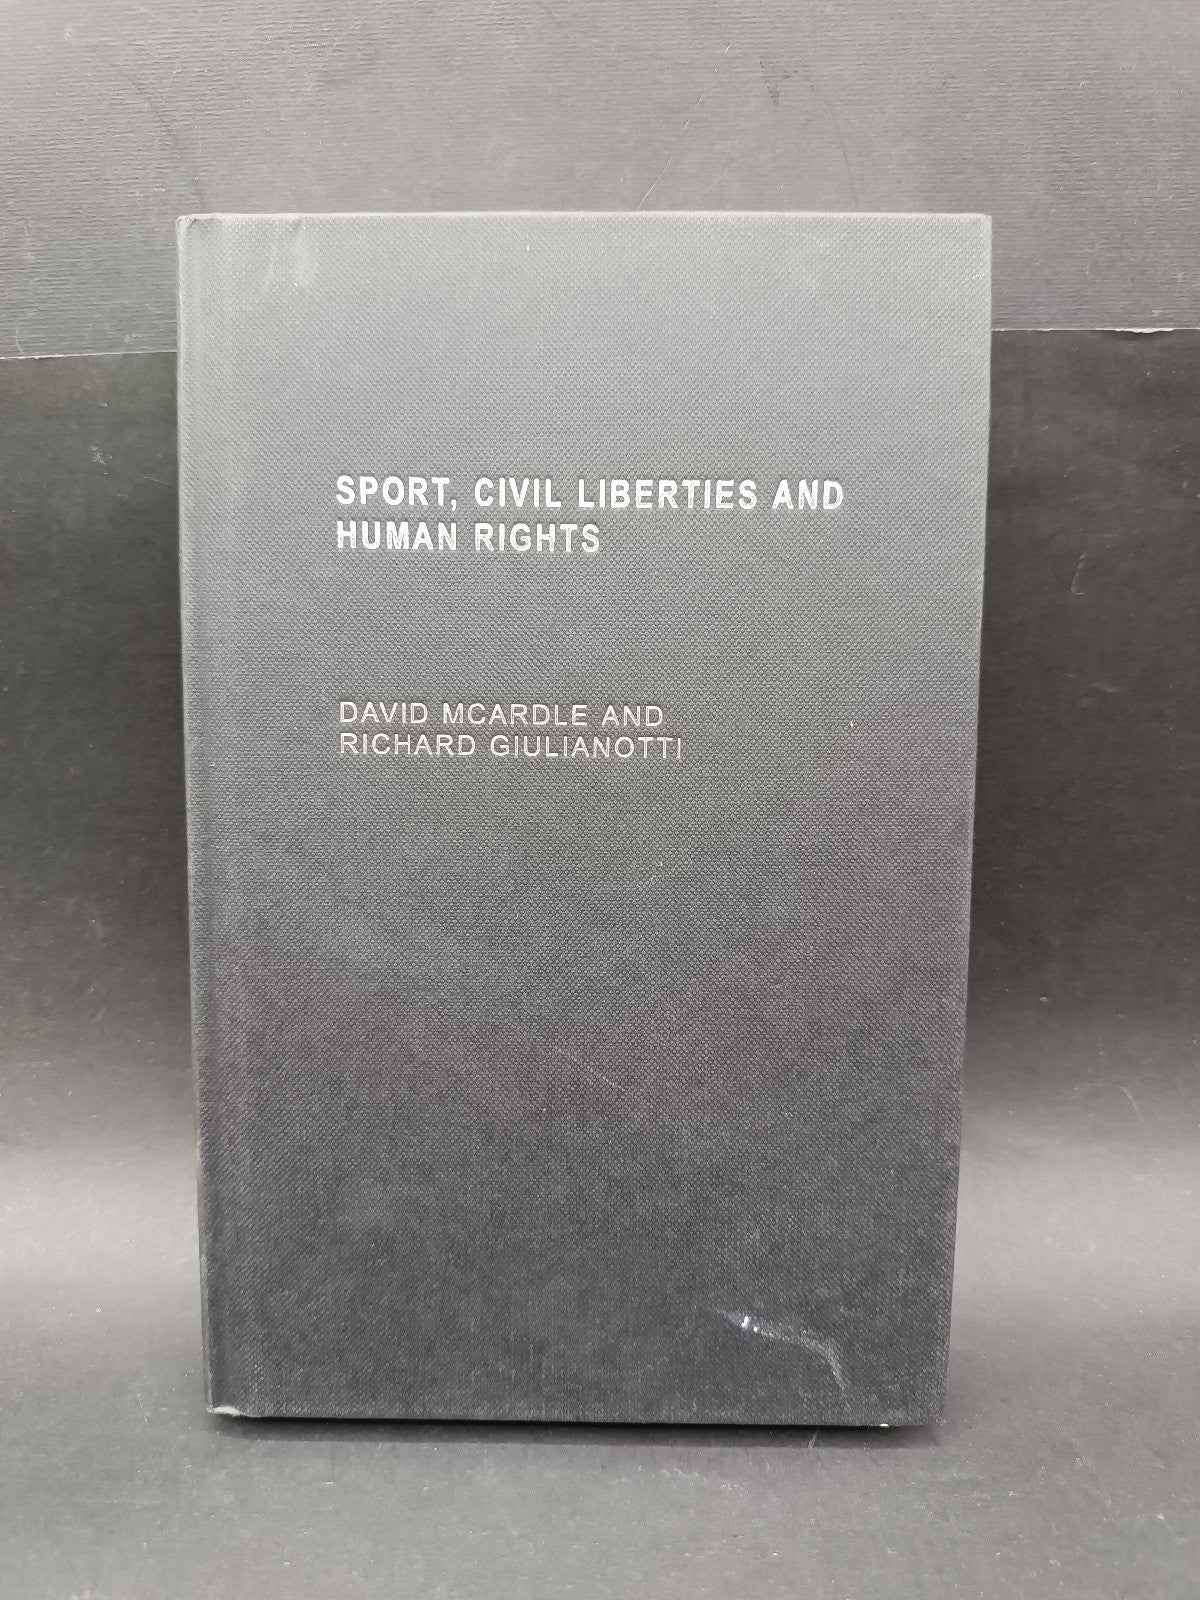 SPORT, CIVIL LIBERTIES AND
HUMAN RIGHTS
DAVID MCARDLE AND
RICHARD GIULIANOTTI